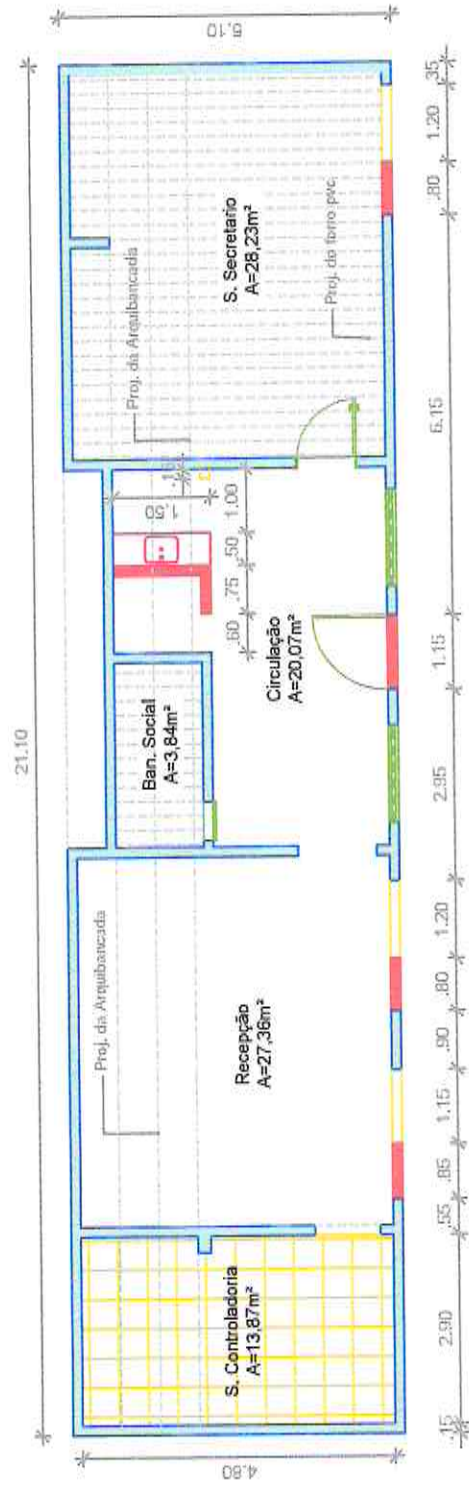 21.10
5.10
4.80
Proj. da Arquibancada
Proj. da Arquibancada
Ban. Social
A=3,84m²
S. Secretario
A=28,23m²
Proj. do forro pvc.
Recepção
A=27,36m²
Circulação
A=20,07m²
S. Controladoria
A=13,87m²
1,50
.15
.60
.75
.50
1.00
.15
2.90
.55
.85
1.15
.90
.80
1.20
2.95
1.15
6.15
.80
1.20
.35